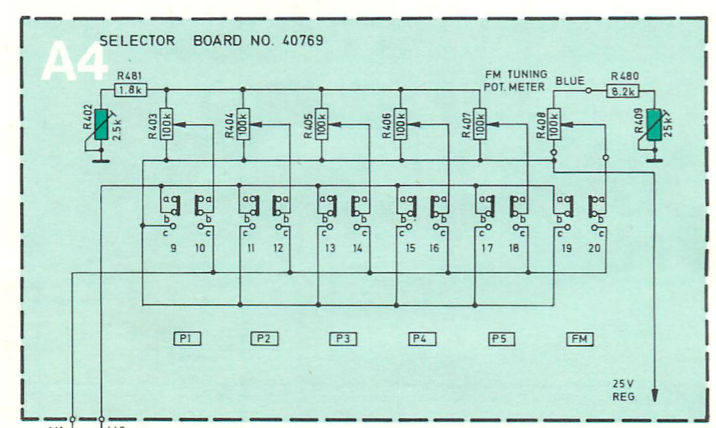 A4
SELECTOR BOARD NO. 40769
R481
1.8k
FM TUNING
POT. METER
BLUE
R480
8.2k
R402
2.5k
R403
100k
R404
100k
R405
100k
R406
100k
R407
100k
R408
100k
R409
25k
a a a a a a a a a a a a
b b b b b b b b b b b b
c c c c c c c c c c c c
9 10 11 12 13 14 15 16 17 18 19 20
P1 P2 P3 P4 P5 FM
25V
REG.